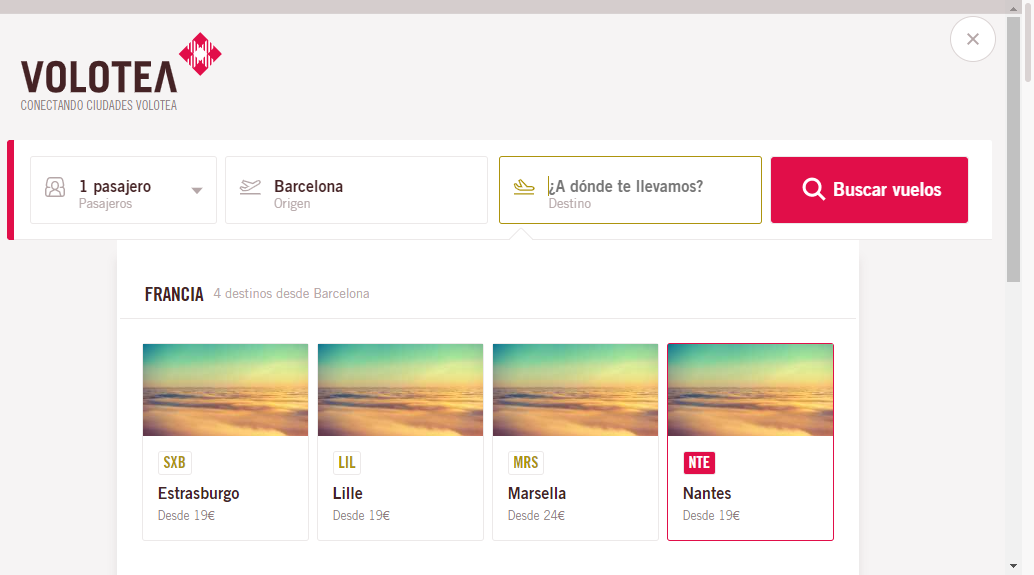 VOLOTEA
CONECTANDO CIUDADES VOLOTEA
1 pasajero
Pasajeros
Barcelona
Origen
¿A dónde te llevamos?
Destino
Buscar vuelos
FRANCIA 4 destinos desde Barcelona
SXB
Estrasburgo
Desde 19€
LIL
Lille
Desde 19€
MRS
Marsella
Desde 24€
NTE
Nantes
Desde 19€